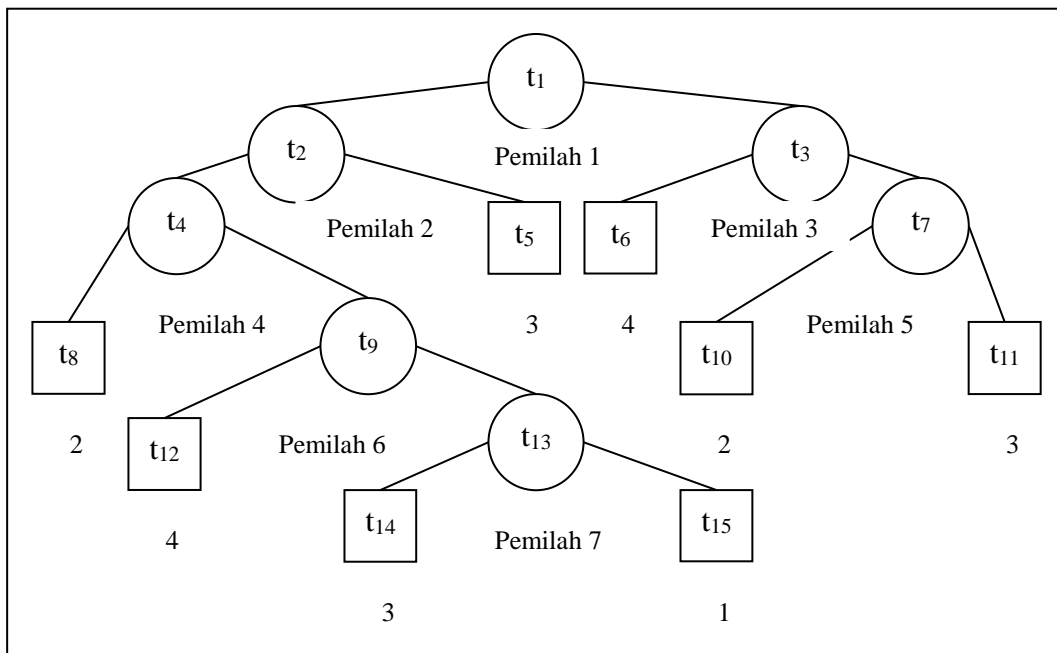 t1
t2 Pemilah 1 t3
t4 Pemilah 2 t5 t6 Pemilah 3 t7
t8 Pemilah 4 t9 3 4 t10 Pemilah 5 t11
2 t12 Pemilah 6 t13 2 3
4 t14 Pemilah 7 t15
3 1